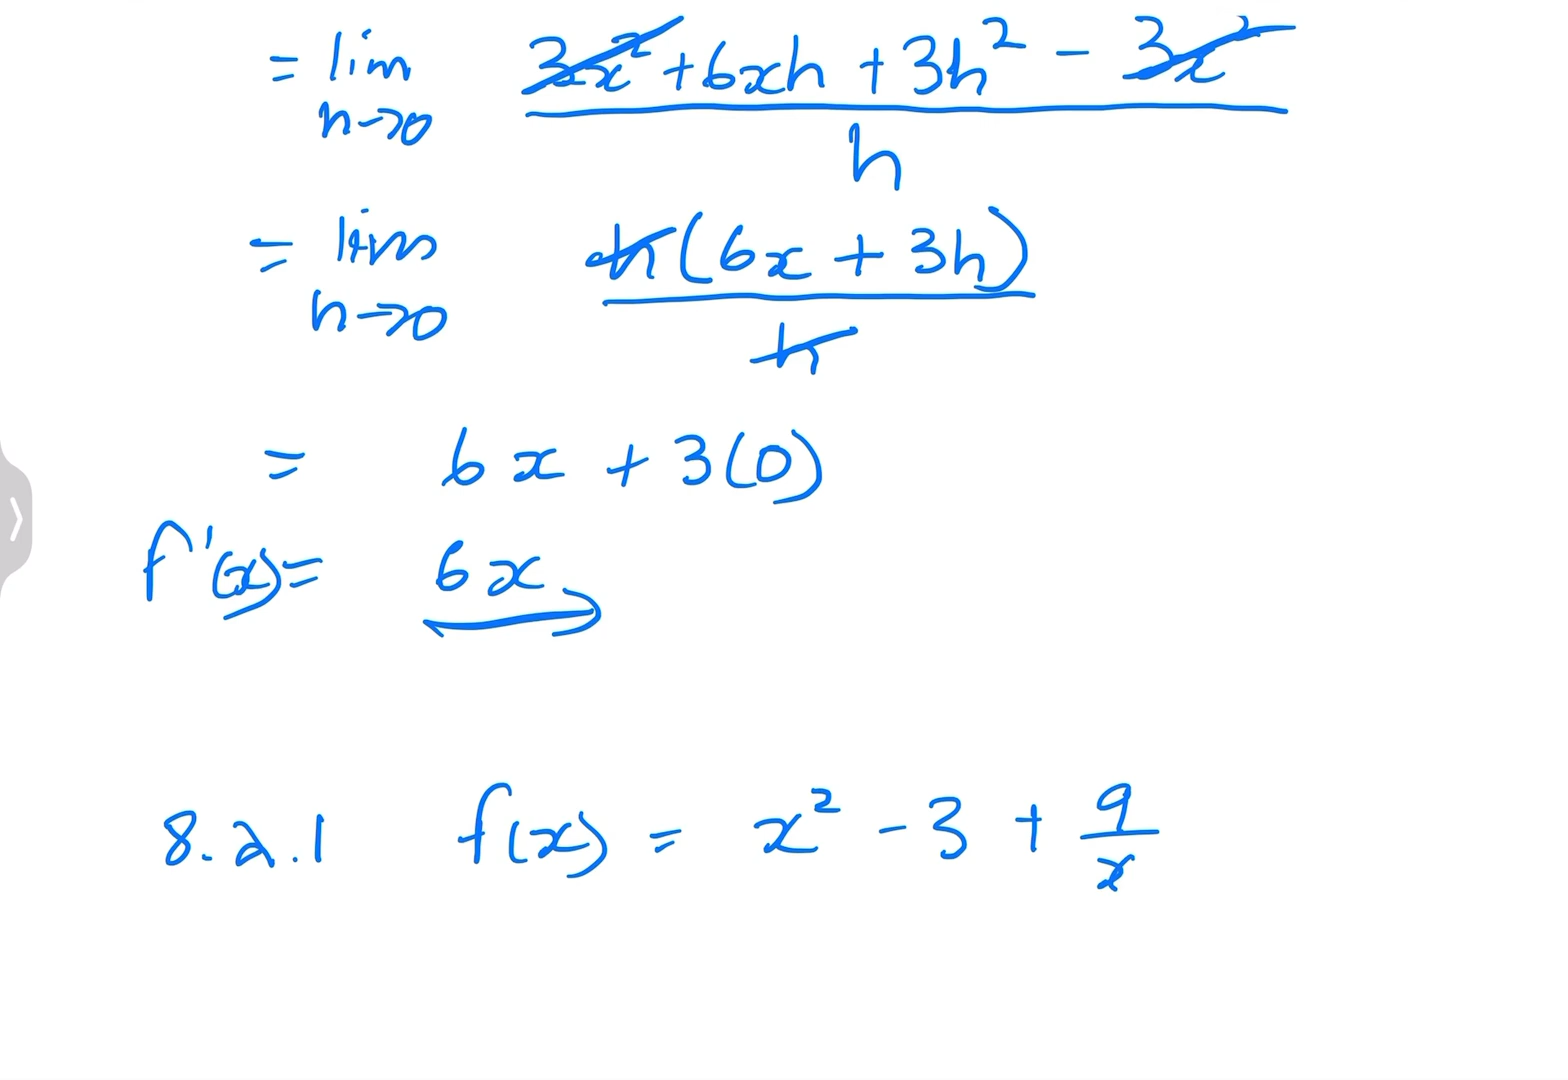 = lim h→0 (3x² + 6xh + 3h² - 3x²)/h
= lim h→0 h(6x + 3h)/h
= 6x + 3(0)
f'(x) = 6x
8.2.1 f(x) = x² - 3 + 9/x